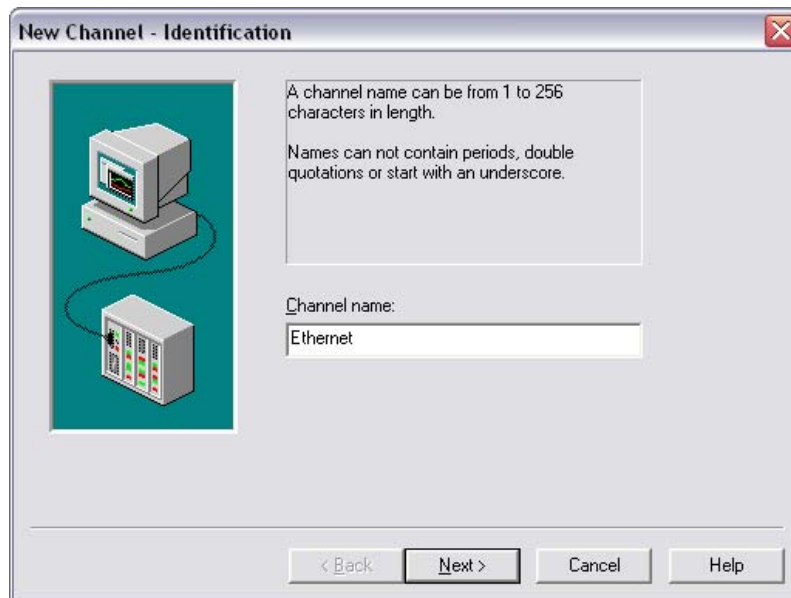 New Channel - Identification
A channel name can be from 1 to 256
characters in length.
Names can not contain periods, double
quotations or start with an underscore.
Channel name:
Ethernet
< Back
Next >
Cancel
Help